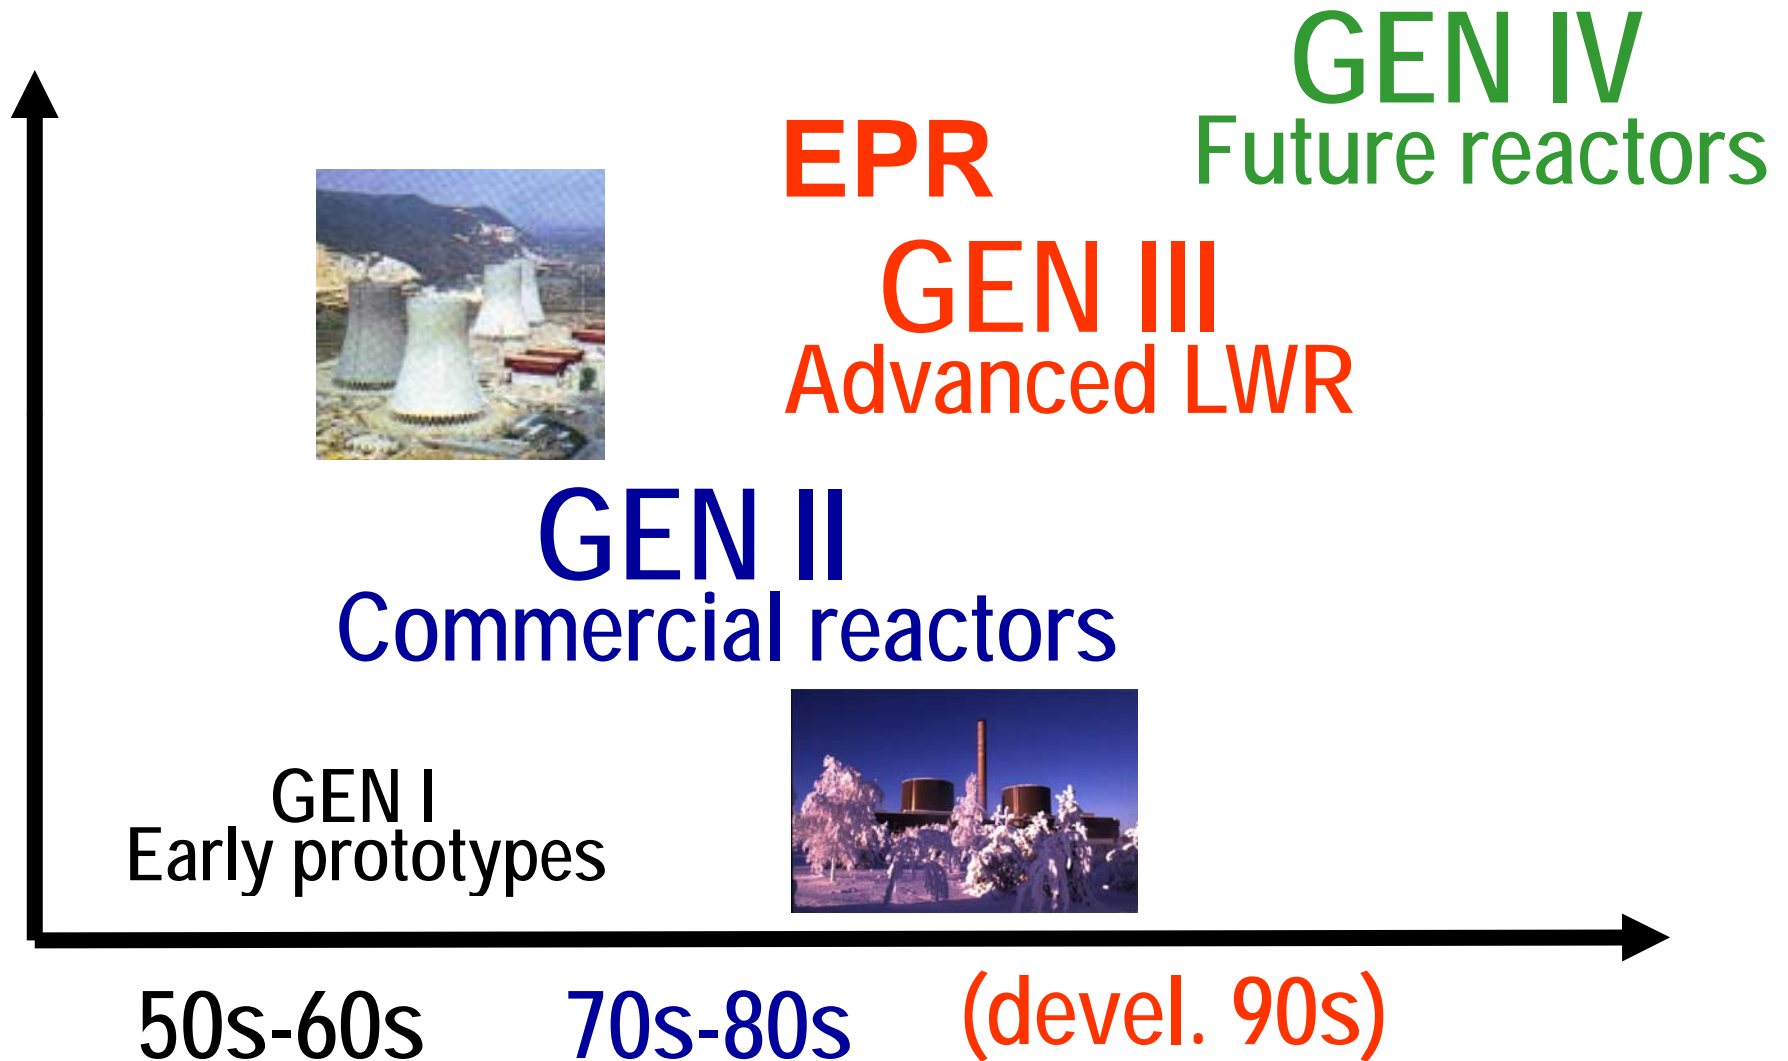 GEN IV
Future reactors
EPR
GEN III
Advanced LWR
GEN II
Commercial reactors
GEN I
Early prototypes
50s-60s
70s-80s
(devel. 90s)